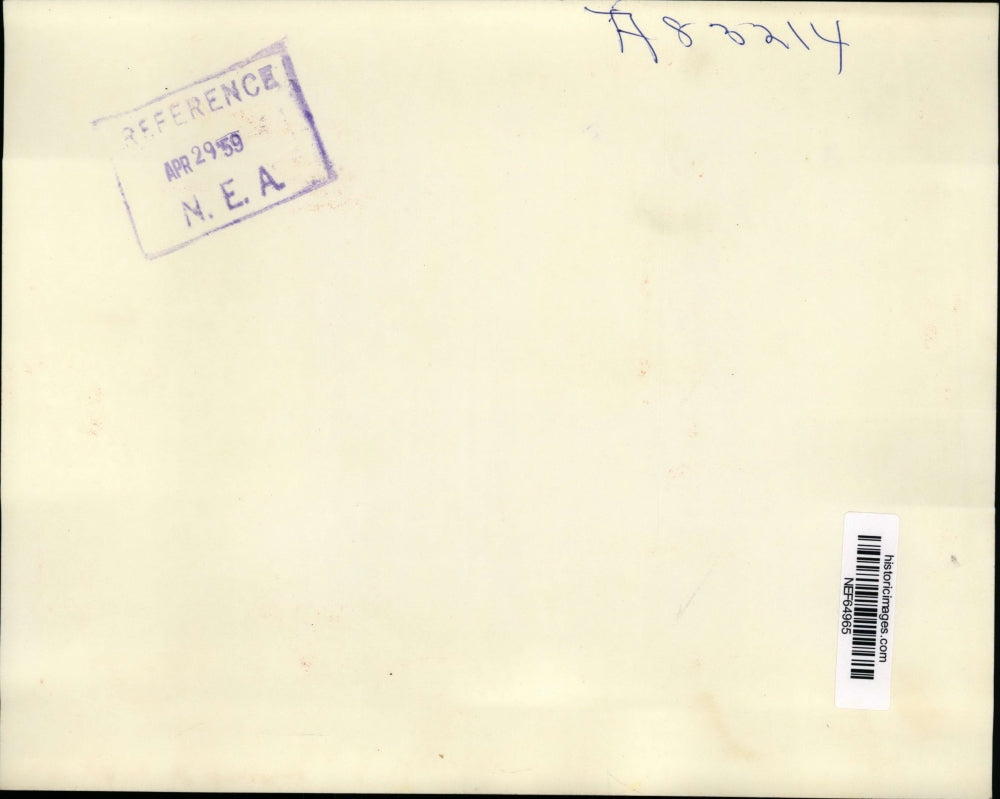 A83214
REFERENCE
APR 29 '59
N. E. A.
historicimages.com
NEF64965